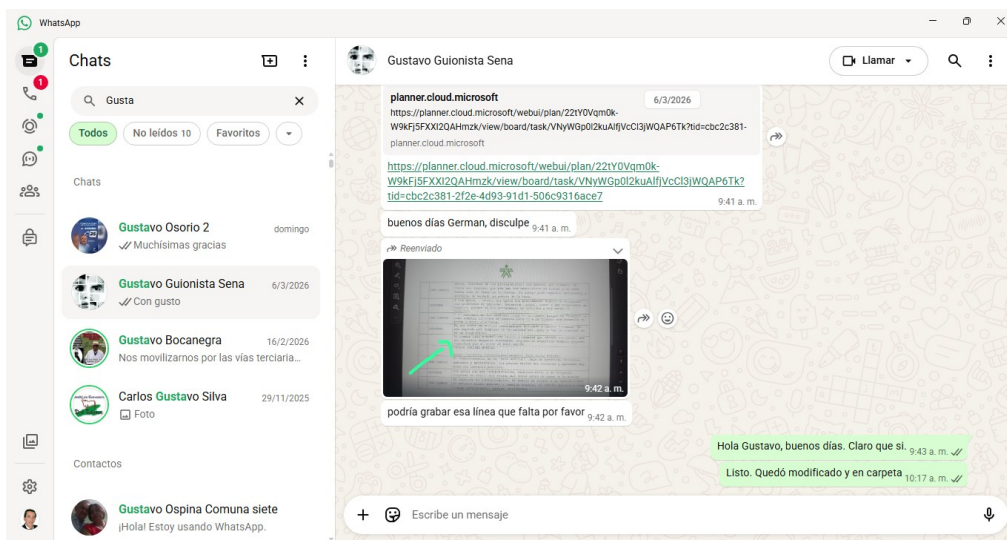 WhatsApp
1
Chats
1
Gusta
Todos
No leídos 10
Favoritos
Chats
Gustavo Osorio 2
domingo
Muchísimas gracias
Gustavo Guionista Sena
6/3/2026
Con gusto
Gustavo Bocanegra
16/2/2026
Nos movilizarnos por las vías terciaria...
Carlos Gustavo Silva
29/11/2025
Foto
Contactos
Gustavo Ospina Comuna siete
¡Hola! Estoy usando WhatsApp.
Gustavo Guionista Sena
Llamar
6/3/2026
planner.cloud.microsoft
https://planner.cloud.microsoft/webui/plan/22tY0Vqm0k-
W9kFj5FXXI2QAHmzk/view/board/task/VNyWGp0l2kuAlfjVcCl3jWQAP6Tk?tid=cbc2c381-
planner.cloud.microsoft
https://planner.cloud.microsoft/webui/plan/22tY0Vqm0k-
W9kFj5FXXI2QAHmzk/view/board/task/VNyWGp0l2kuAlfjVcCl3jWQAP6Tk?
tid=cbc2c381-2f2e-4d93-91d1-506c9316ace7
9:41 a. m.
buenos días German, disculpe 9:41 a. m.
Reenviado
9:42 a. m.
podría grabar esa línea que falta por favor 9:42 a. m.
Hola Gustavo, buenos días. Claro que si. 9:43 a. m.
Listo. Quedó modificado y en carpeta 10:17 a. m.
Escribe un mensaje